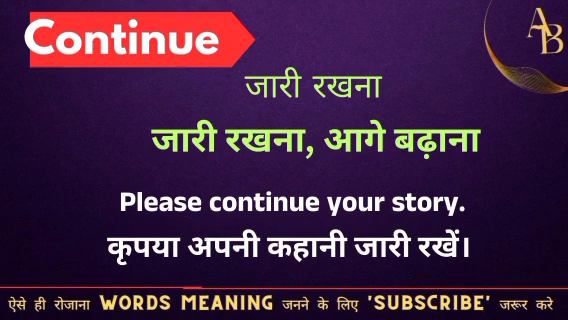 Continue
AB
जारी रखना
जारी रखना, आगे बढ़ाना
Please continue your story.
कृपया अपनी कहानी जारी रखें।
ऐसे ही रोजाना WORDS MEANING जनने के लिए 'SUBSCRIBE' जरूर करे